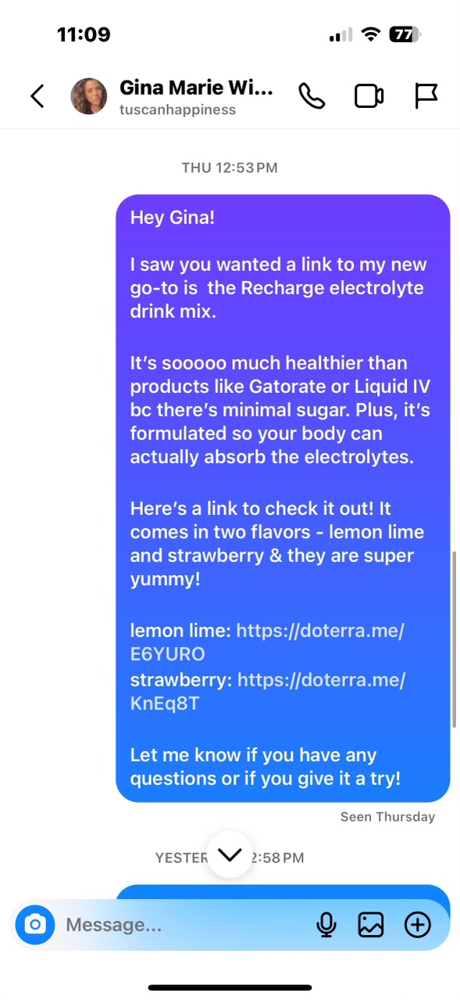 11:09
77
Gina Marie Wi...
tuscanhappiness
THU 12:53 PM
Hey Gina!
I saw you wanted a link to my new
go-to is  the Recharge electrolyte
drink mix.
It's sooooo much healthier than
products like Gatorate or Liquid IV
bc there's minimal sugar. Plus, it's
formulated so your body can
actually absorb the electrolytes.
Here's a link to check it out! It
comes in two flavors - lemon lime
and strawberry & they are super
yummy!
lemon lime: https://doterra.me/
E6YURO
strawberry: https://doterra.me/
KnEq8T
Let me know if you have any
questions or if you give it a try!
Seen Thursday
2:58 PM
Message...